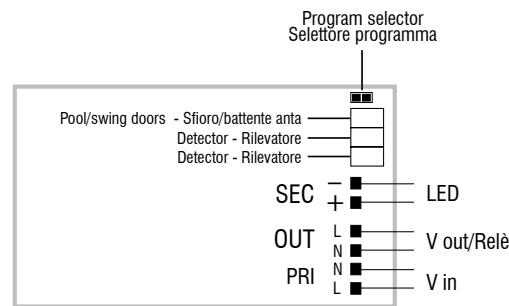 Program selector
Selettore programma
Pool/swing doors - Sfioro/battente anta
Detector - Rilevatore
Detector - Rilevatore
SEC − + LED
OUT L N V out/Relè
PRI N L V in